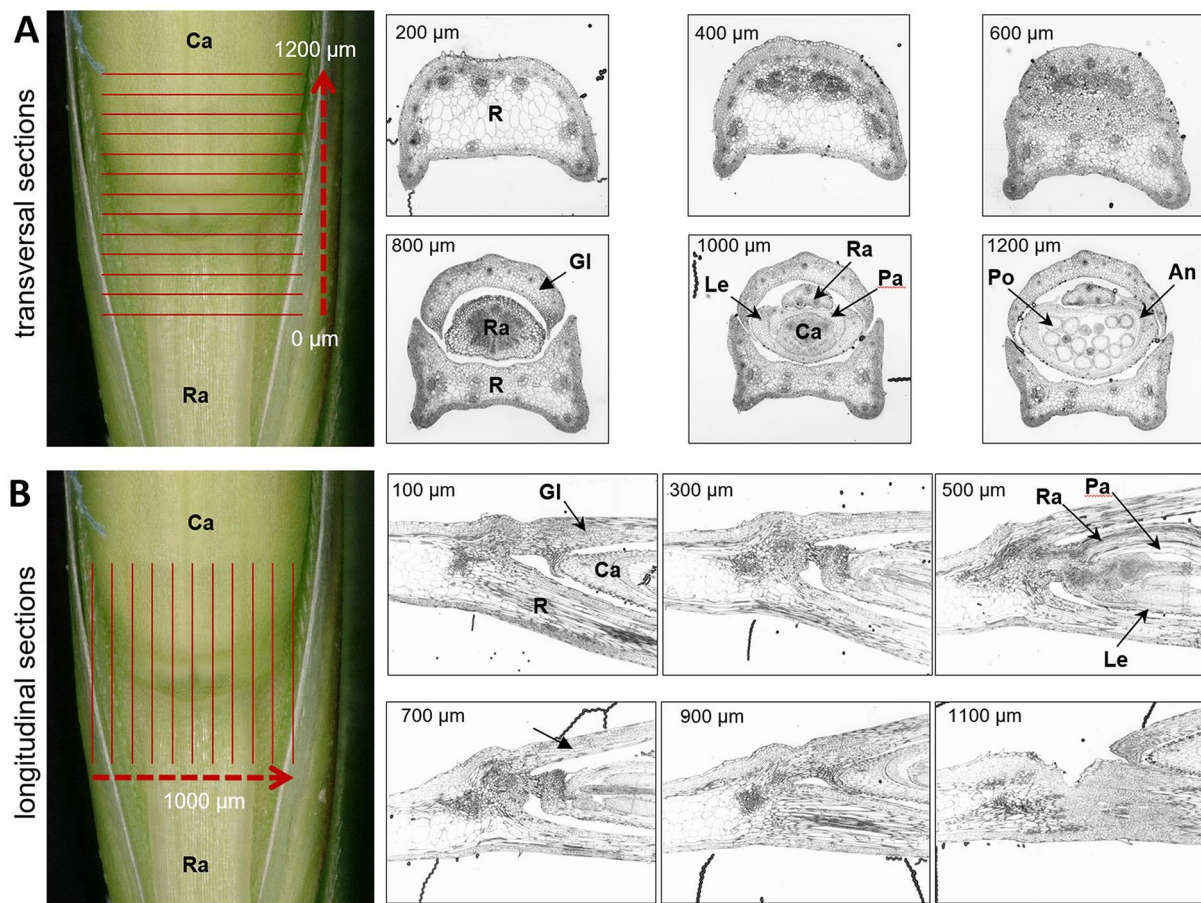 A
transversal sections
Ca
1200 µm
0 µm
Ra
200 µm
R
400 µm
600 µm
800 µm
Gl
Ra
R
1000 µm
Ra
Le
Pa
Ca
1200 µm
Po
An
B
longitudinal sections
Ca
1000 µm
Ra
100 µm
Gl
Ca
R
300 µm
500 µm
Ra
Pa
Le
700 µm
900 µm
1100 µm